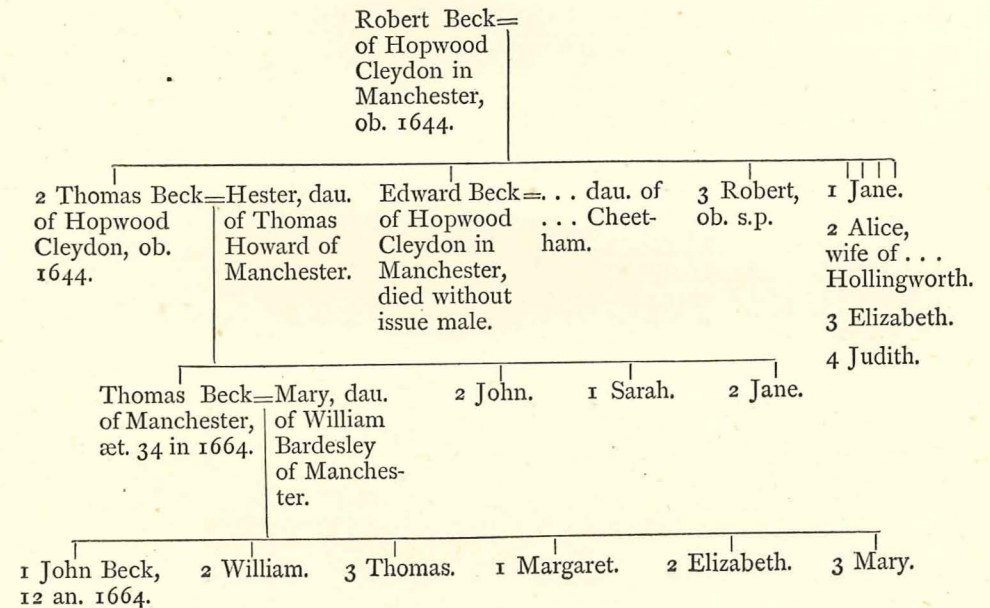 Robert Beck=
of Hopwood
Cleydon in
Manchester,
ob. 1644.
2 Thomas Beck=Hester, dau.
of Hopwood
Cleydon, ob.
1644.
of Thomas
Howard of
Manchester.
Edward Beck=. . . dau. of
of Hopwood
Cleydon in
Manchester,
died without
issue male.
. . . Cheet-
ham.
3 Robert,
ob. s.p.
1 Jane.
2 Alice,
wife of . . .
Hollingworth.
3 Elizabeth.
4 Judith.
Thomas Beck=Mary, dau.
of Manchester,
æt. 34 in 1664.
of William
Bardesley
of Manches-
ter.
2 John.
1 Sarah.
2 Jane.
1 John Beck,
12 an. 1664.
2 William.
3 Thomas.
1 Margaret.
2 Elizabeth.
3 Mary.